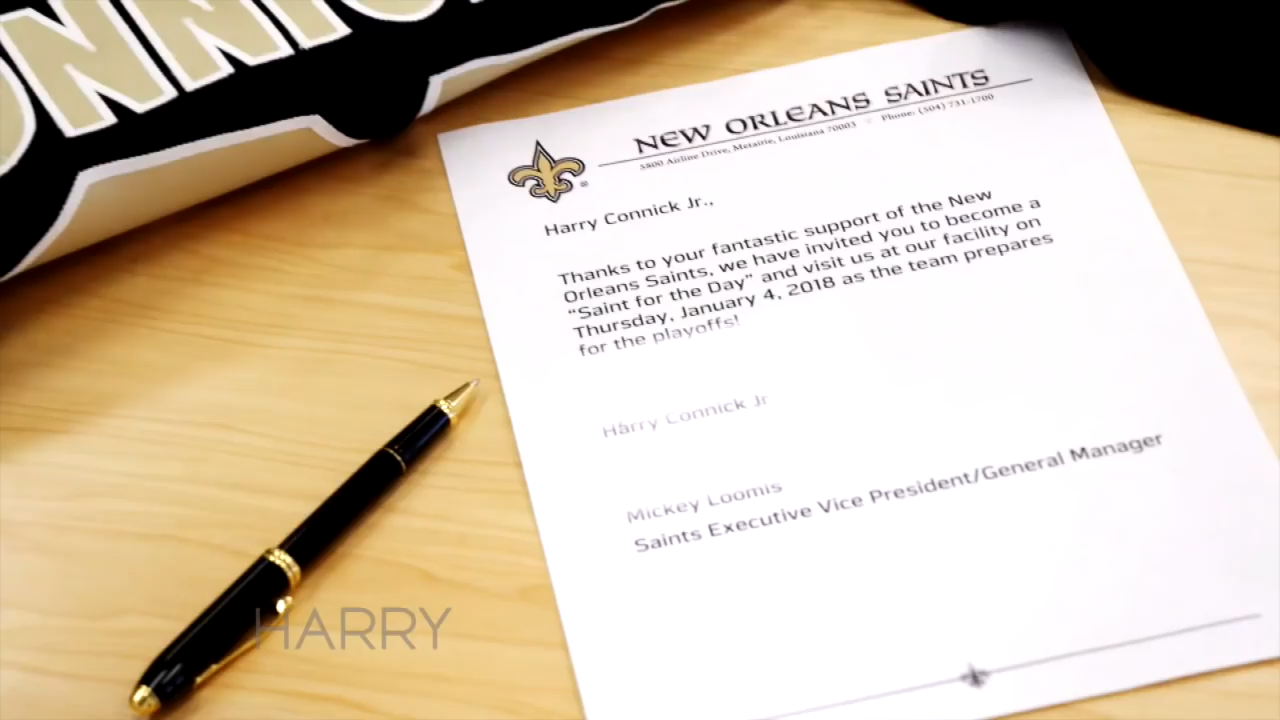 NEW ORLEANS SAINTS
5800 Airline Drive, Metairie, Louisiana 70003 Phone: (504) 731-1700
Harry Connick Jr.,
Thanks to your fantastic support of the New
Orleans Saints, we have invited you to become a
“Saint for the Day” and visit us at our facility on
Thursday, January 4, 2018 as the team prepares
for the playoffs!
Harry Connick Jr
Mickey Loomis
Saints Executive Vice President/General Manager
HARRY